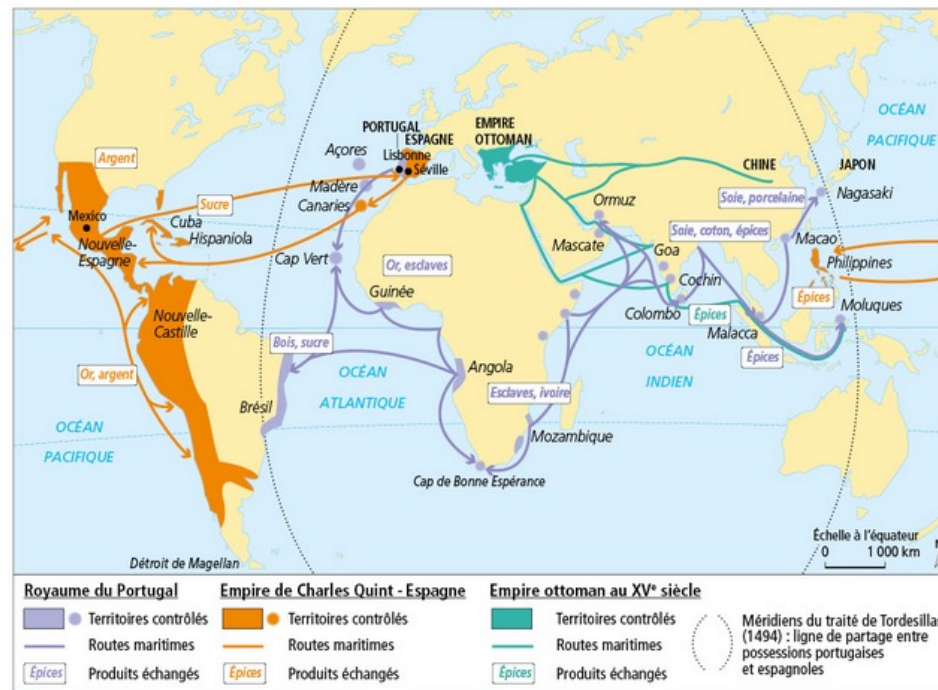 OCÉAN
PACIFIQUE
PORTUGAL
ESPAGNE
EMPIRE
OTTOMAN
Açores
Lisbonne
Séville
CHINE
JAPON
Argent
Madère
Ormuz
Soie, porcelaine
Nagasaki
Sucre
Canaries
Mexico
Cuba
Hispaniola
Mascate
Goa
Soie, coton, épices
Macao
Nouvelle-
Espagne
Cap Vert
Or, esclaves
Cochin
Philippines
Guinée
Colombo
Épices
Épices
Moluques
Nouvelle-
Castille
Malacca
Bois, sucre
Épices
Or, argent
OCÉAN
ATLANTIQUE
Angola
OCÉAN
INDIEN
Esclaves, ivoire
Brésil
Mozambique
OCÉAN
PACIFIQUE
Cap de Bonne Espérance
Détroit de Magellan
Échelle à l'équateur
0 1 000 km
N
Royaume du Portugal
Territoires contrôlés
Routes maritimes
Épices Produits échangés
Empire de Charles Quint - Espagne
Territoires contrôlés
Routes maritimes
Épices Produits échangés
Empire ottoman au XVe siècle
Territoires contrôlés
Routes maritimes
Épices Produits échangés
Méridiens du traité de Tordesillas
(1494) : ligne de partage entre
possessions portugaises
et espagnoles